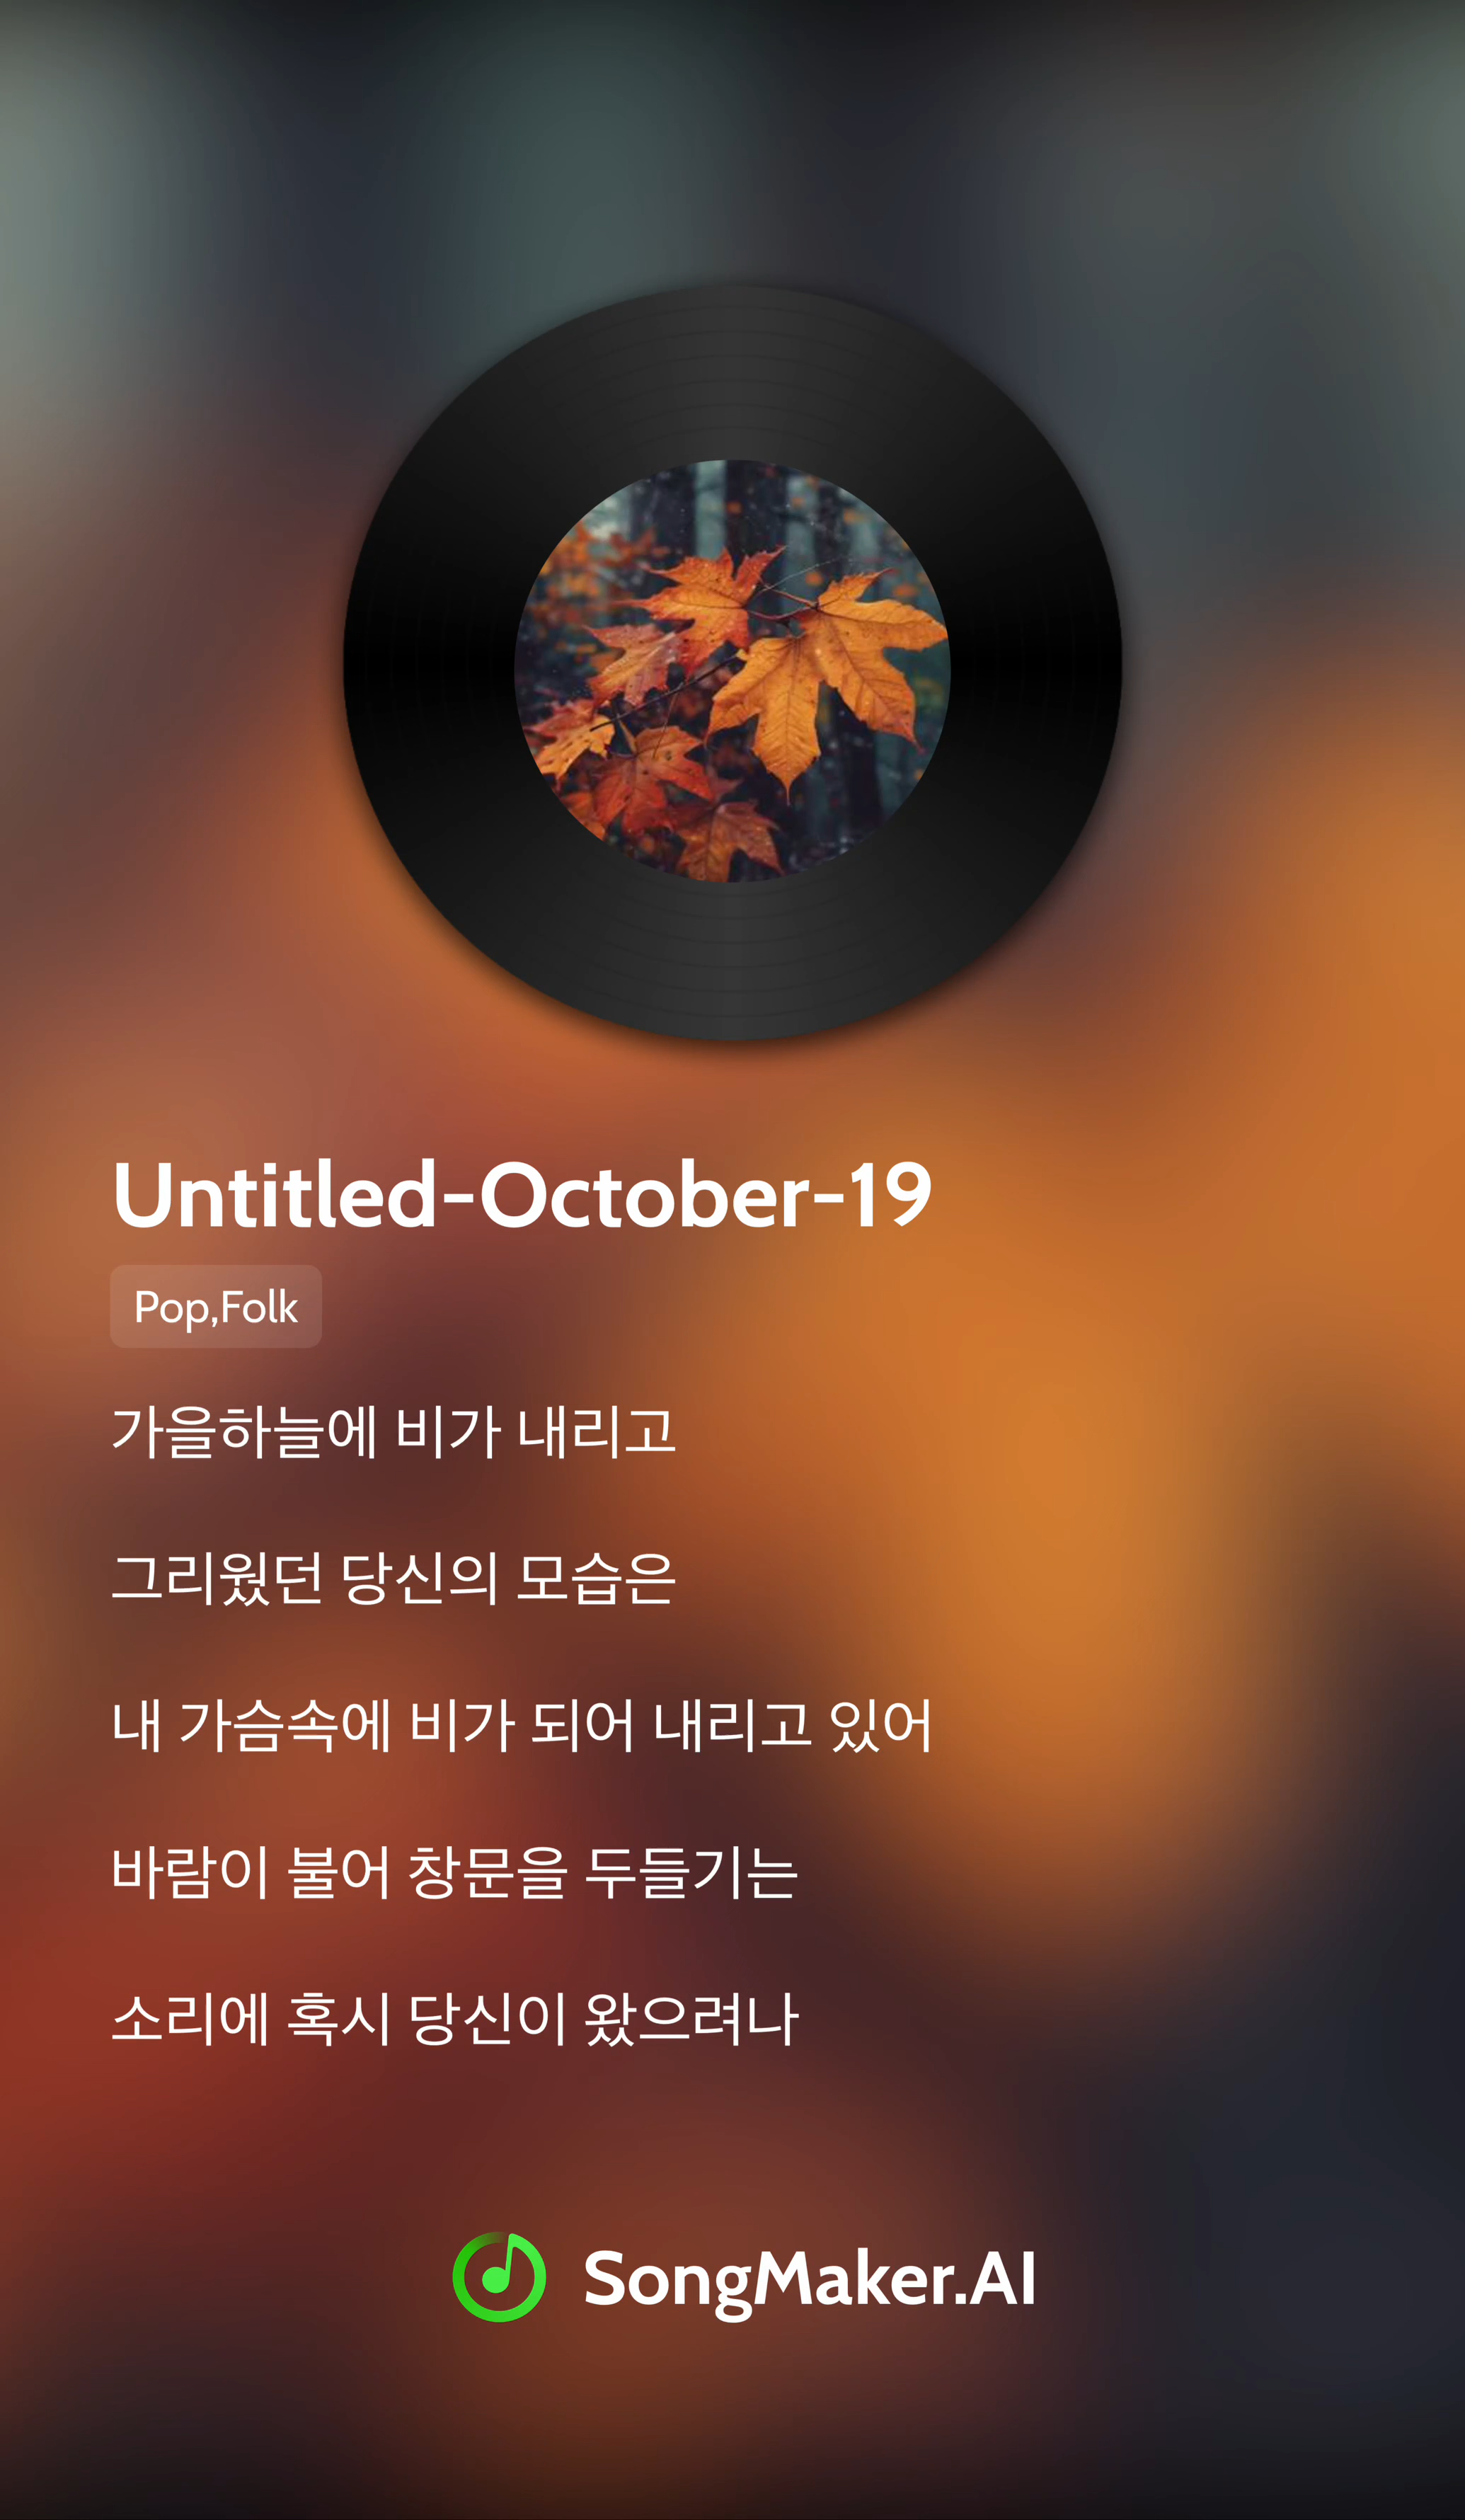 Untitled-October-19
Pop,Folk
가을하늘에 비가 내리고
그리웠던 당신의 모습은
내 가슴속에 비가 되어 내리고 있어
바람이 불어 창문을 두들기는
소리에 혹시 당신이 왔으려나
SongMaker.AI